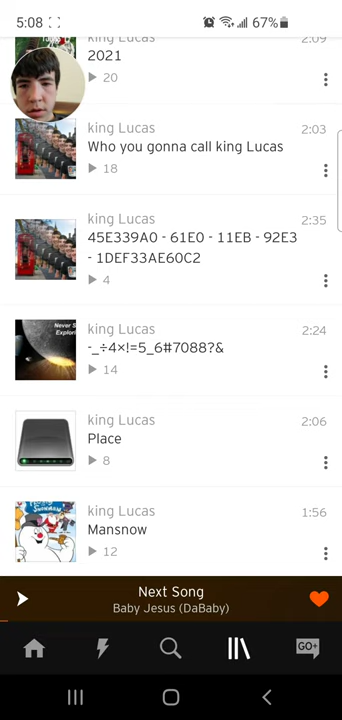 5:08
67%
king Lucas
2:09
2021
20
king Lucas
2:03
Who you gonna call king Lucas
18
king Lucas
2:35
45E339A0 - 61E0 - 11EB - 92E3
- 1DEF33AE60C2
4
Never S
Explori
king Lucas
2:24
-_÷4×!=5_6#7088?&
14
king Lucas
2:06
Place
8
king Lucas
1:56
Mansnow
12
Next Song
Baby Jesus (DaBaby)
GO+